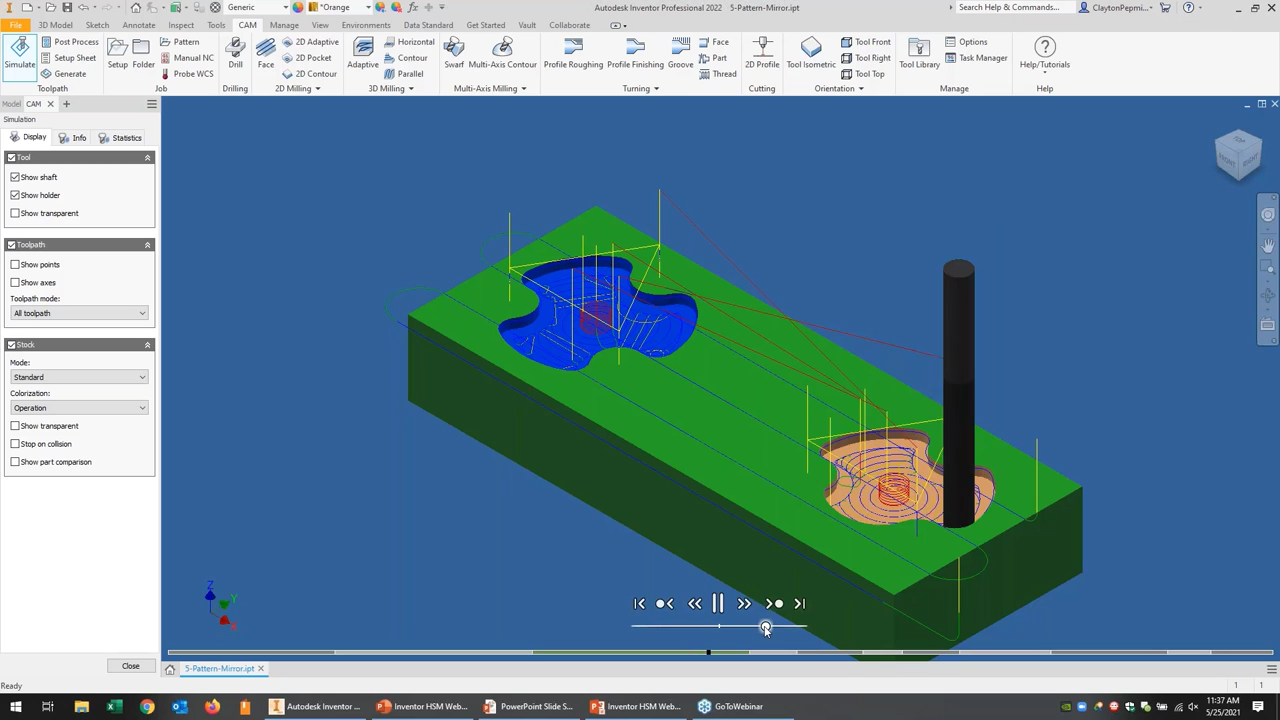 Generic
*Orange
Autodesk Inventor Professional 2022
5-Pattern-Mirror.ipt
Search Help & Commands...
ClaytonPepmi...
File
3D Model
Sketch
Annotate
Inspect
Tools
CAM
Manage
View
Environments
Data Standard
Get Started
Vault
Collaborate
Simulate
Post Process
Setup Sheet
Generate
Toolpath
Setup
Folder
Pattern
Manual NC
Probe WCS
Job
Drill
Drilling
Face
2D Adaptive
2D Pocket
2D Contour
2D Milling
Adaptive
Horizontal
Contour
Parallel
3D Milling
Swarf
Multi-Axis Contour
Multi-Axis Milling
Profile Roughing
Profile Finishing
Groove
Face
Part
Thread
Turning
2D Profile
Cutting
Tool Isometric
Tool Front
Tool Right
Tool Top
Orientation
Tool Library
Options
Task Manager
Manage
Help/Tutorials
Help
Model
CAM
Simulation
Display
Info
Statistics
Tool
Show shaft
Show holder
Show transparent
Toolpath
Show points
Show axes
Toolpath mode:
All toolpath
Stock
Mode:
Standard
Colorization:
Operation
Show transparent
Stop on collision
Show part comparison
Close
FRONT
RIGHT
Z
Y
X
5-Pattern-Mirror.ipt
Ready
1
1
Autodesk Inventor ...
Inventor HSM Web...
PowerPoint Slide S...
Inventor HSM Web...
GoToWebinar
11:37 AM
5/25/2021